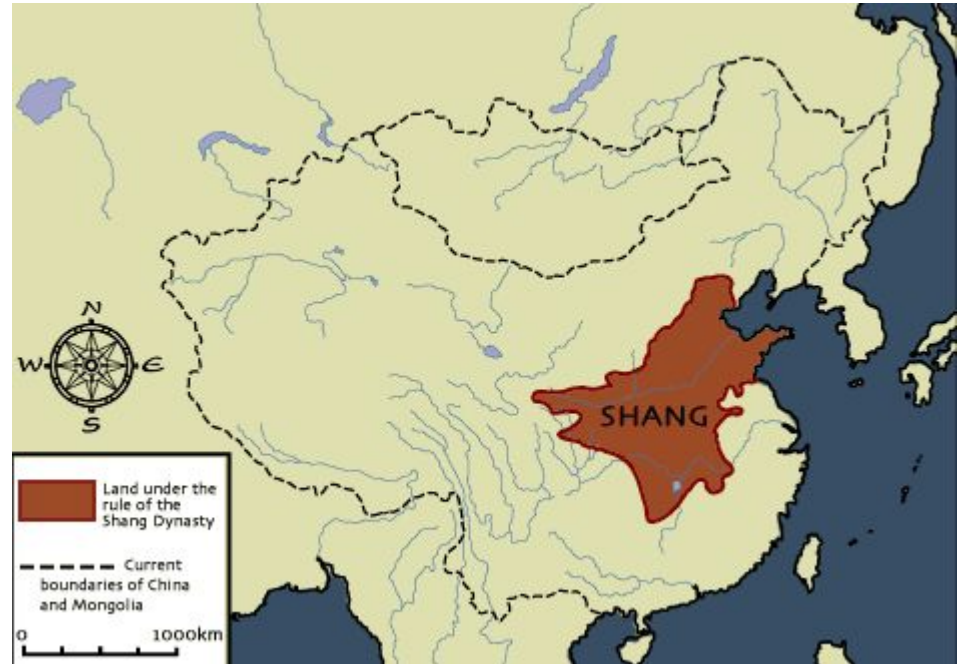 N
W E
S
SHANG
Land under the
rule of the
Shang Dynasty
Current
boundaries of China
and Mongolia
0 1000km